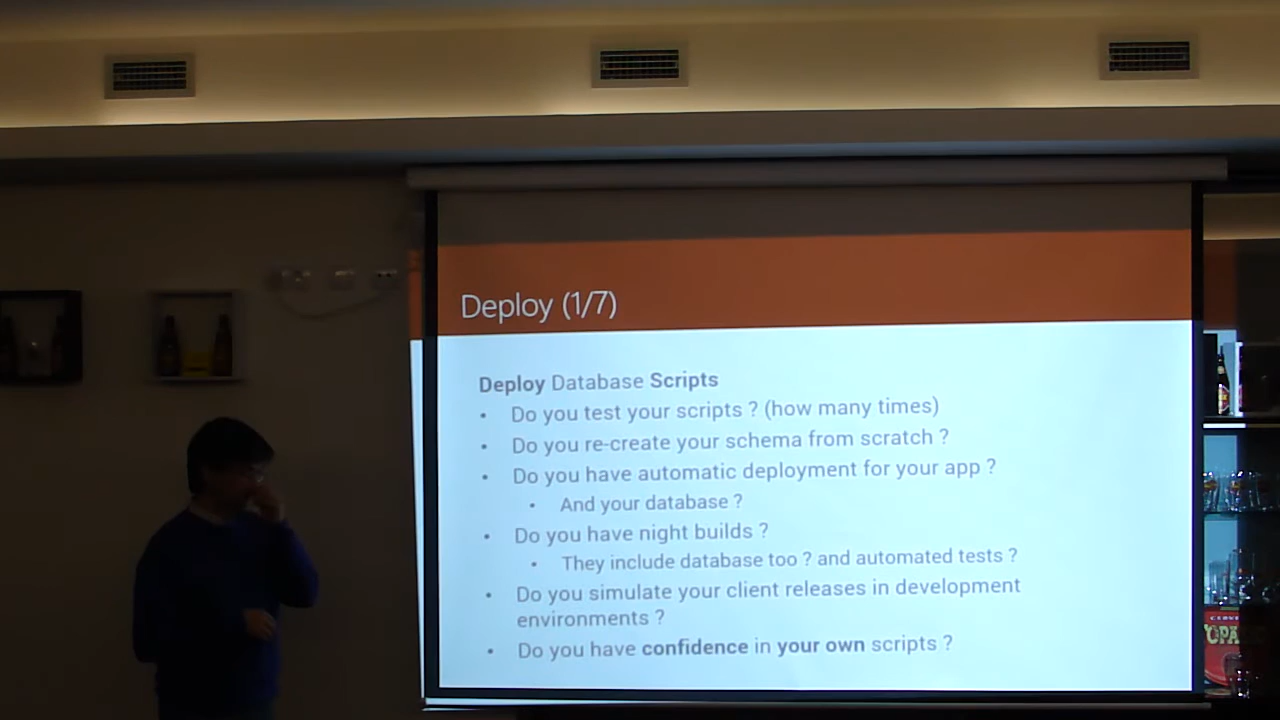 Deploy (1/7)
Deploy Database Scripts
• Do you test your scripts ? (how many times)
• Do you re-create your schema from scratch ?
• Do you have automatic deployment for your app ?
• And your database ?
• Do you have night builds ?
• They include database too ? and automated tests ?
• Do you simulate your client releases in development
environments ?
• Do you have confidence in your own scripts ?